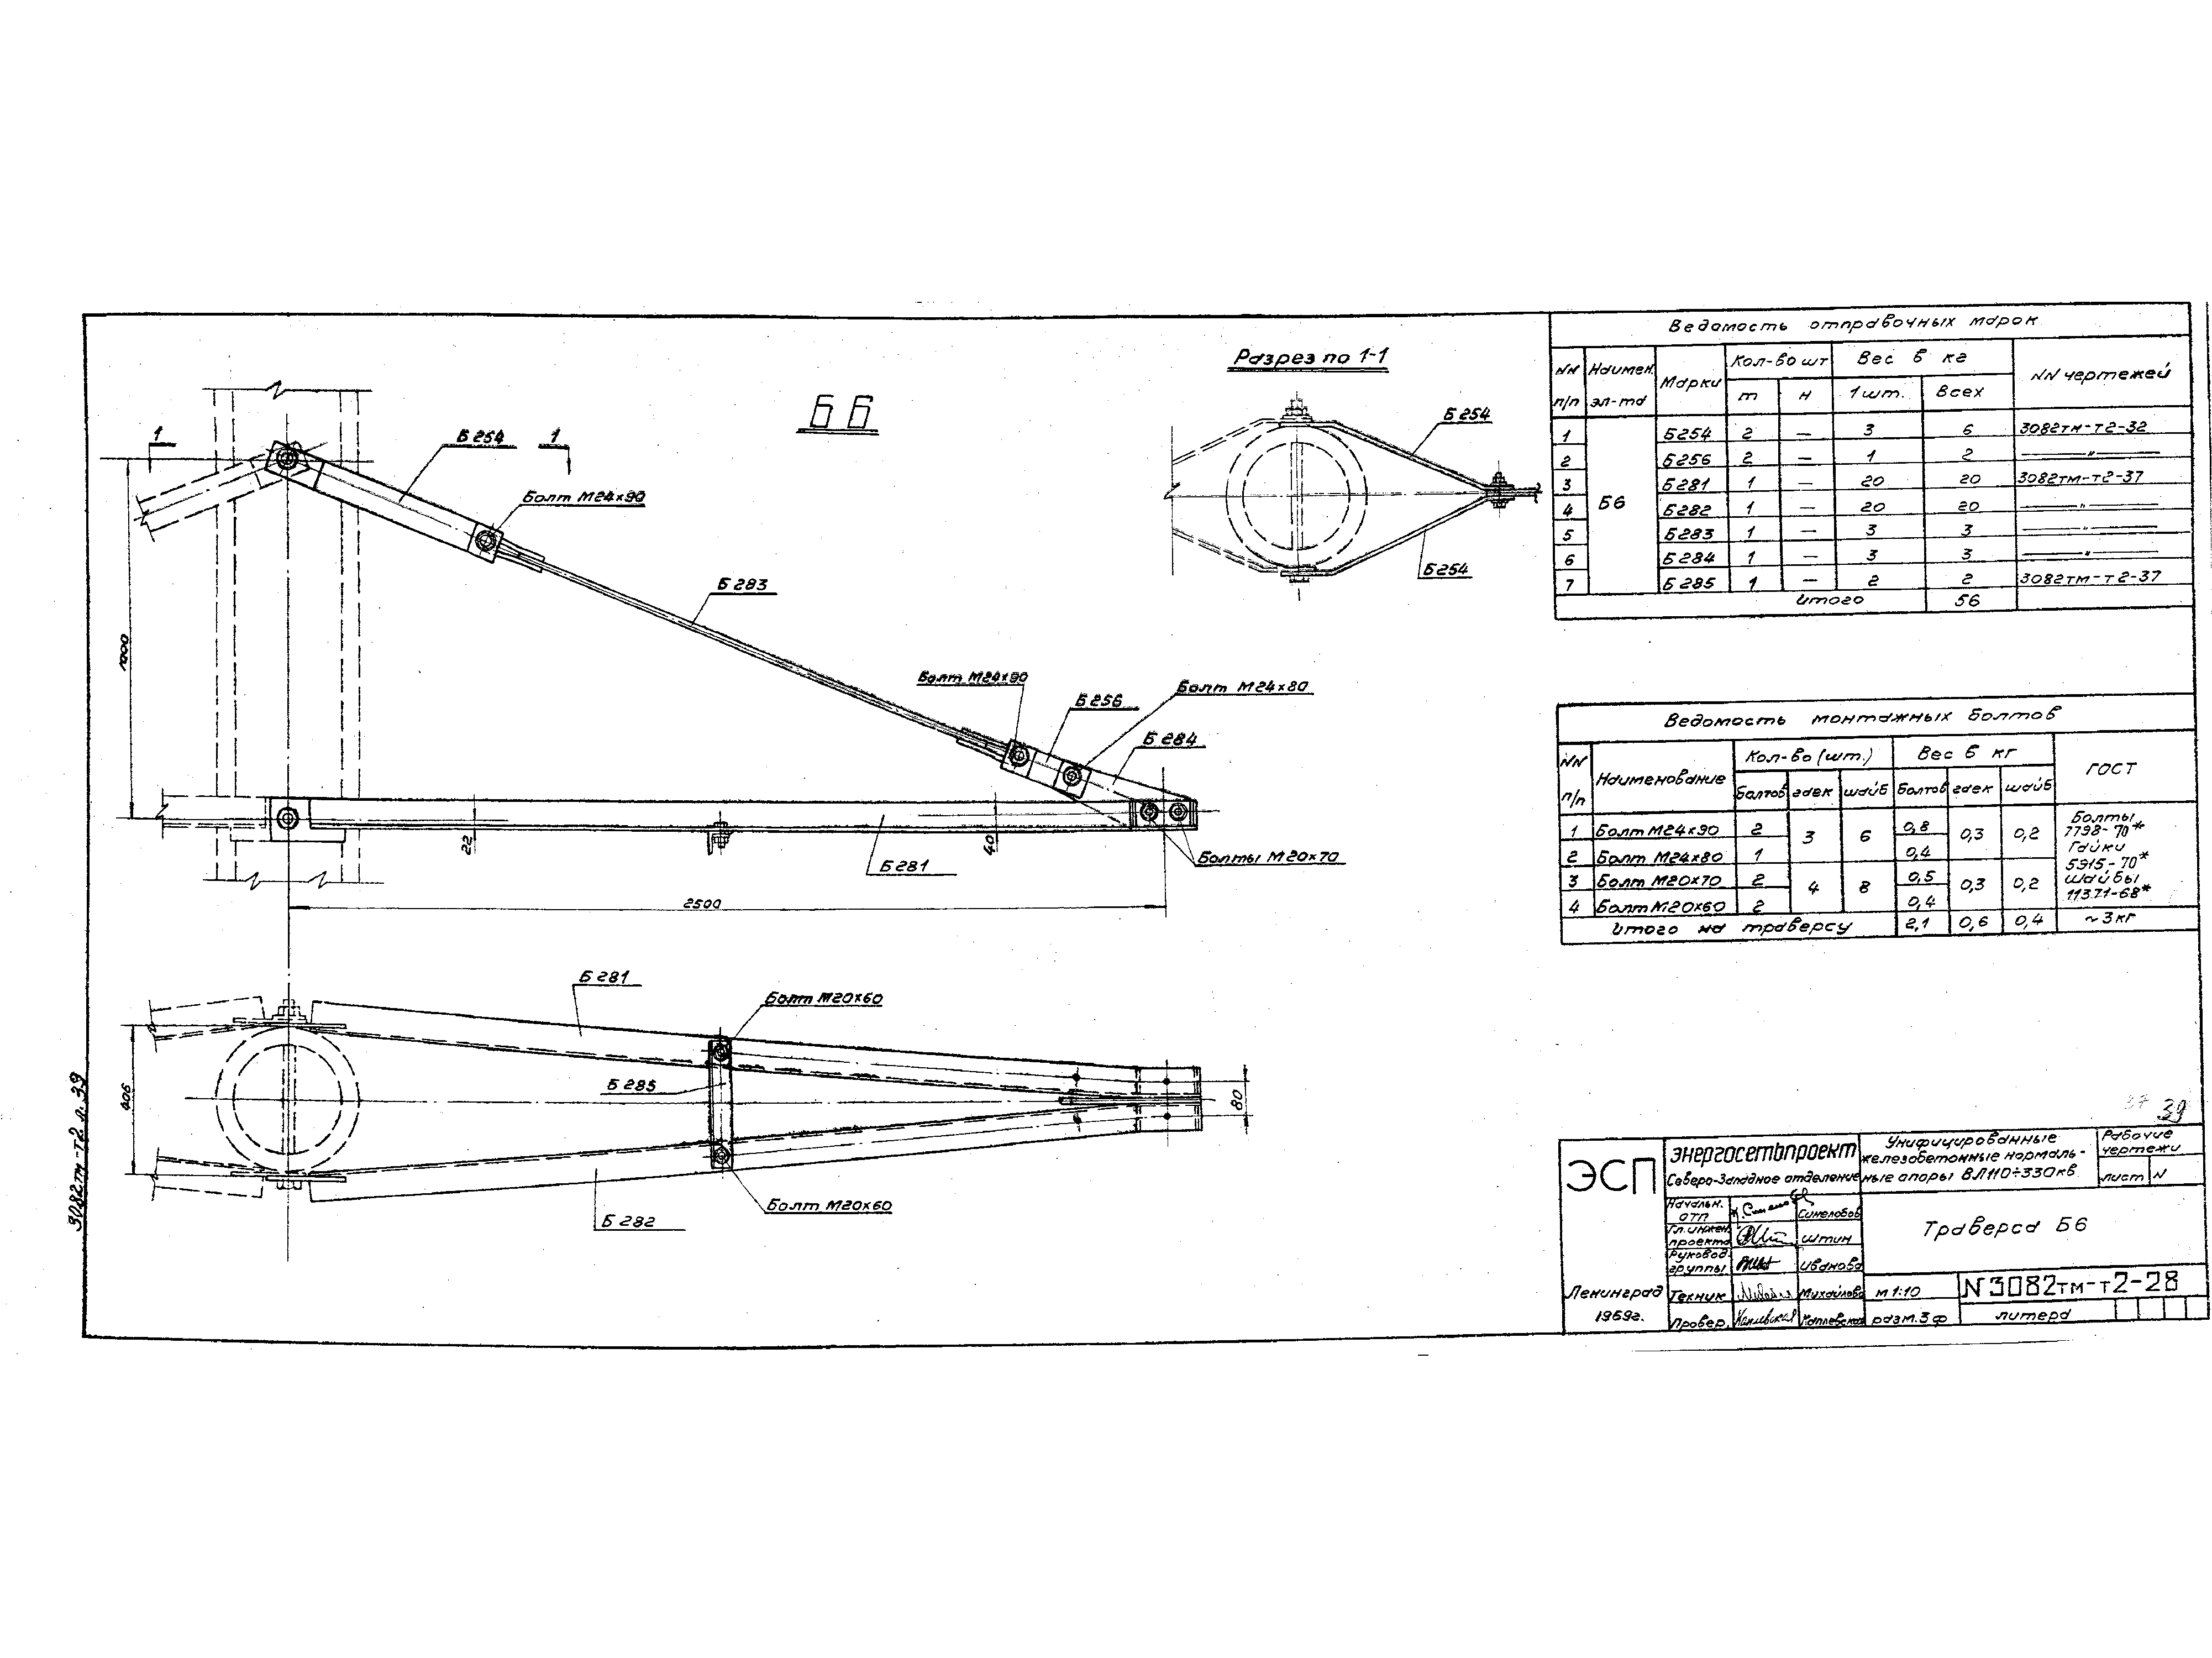 Б6
1
Б254
1
Болт М24х90
Б283
Болт М24х90
Б256
Болт М24х80
Б284
1000
22
40
Б281
Болты М20х70
2500
Разрез по 1-1
Б254
Б254
Б281
Болт М20х60
Б285
406
80
Б282
Болт М20х60
3082тм-т2 л. 39
Ведомость отправочных марок
NN п/п Наимен. эл-та Марки Кол-во шт Вес в кг NN чертежей
т н 1шт. Всех
1 Б254 2 — 3 6 3082тм-т2-32
2 Б256 2 — 1 2 —"—
3 Б281 1 — 20 20 3082тм-т2-37
4 Б6 Б282 1 — 20 20 —"—
5 Б283 1 — 3 3 —"—
6 Б284 1 — 3 3 —"—
7 Б285 1 — 2 2 3082тм-т2-37
Итого 56
Ведомость монтажных болтов
NN п/п Наименование Кол-во (шт.) Вес в кг ГОСТ
Болтов гаек шайб Болтов гаек шайб
1 Болт М24х90 2 3 6 0,8 0,3 0,2 Болты 7798-70*
2 Болт М24х80 1 0,4 Гайки 5915-70*
3 Болт М20х70 2 4 8 0,5 0,3 0,2 шайбы 11371-68*
4 Болт М20х60 2 0,4
Итого на траверсу 2,1 0,6 0,4 ~3кг
37 39
ЭСП
Энергосетьпроект
Северо-Западное отделение
Унифицированные
железобетонные нормаль-
ные опоры ВЛ110÷330кв
Рабочие
чертежи
лист N
Начальн. ОТП Синелобов
Гл. инжен. проекта Штин
Руковод. группы Иванова
Техник Михайлова
Провер. Каплевская
Траверса Б6
Ленинград
1969г.
м 1:10
N3082тм-т2-28
разм. 3ф
литера